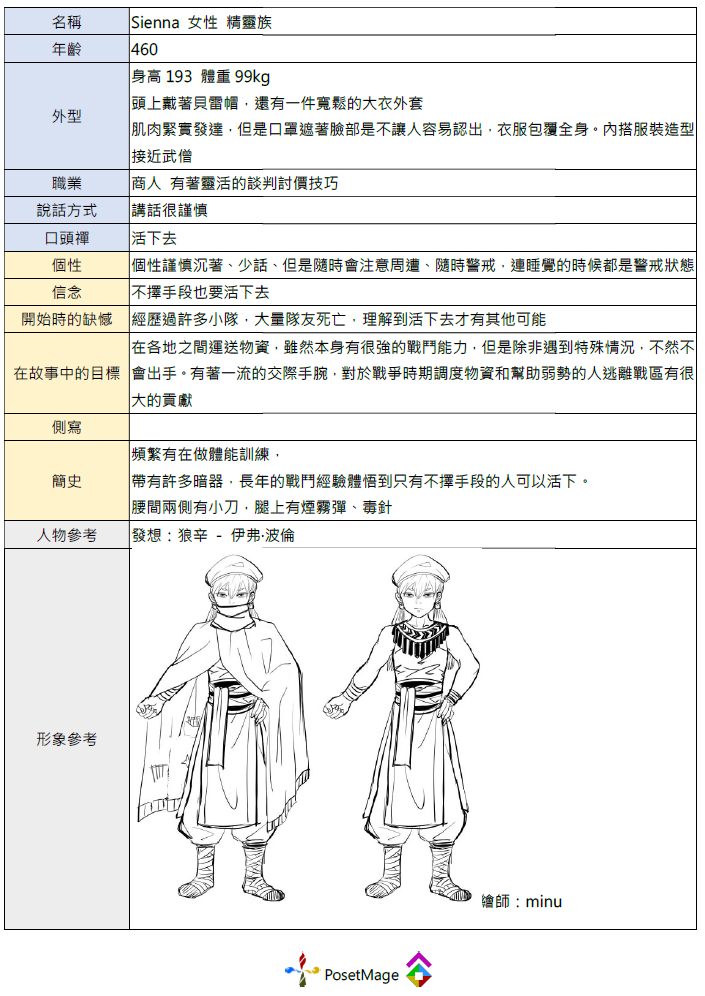 名稱 Sienna 女性 精靈族
年齡 460
外型 身高 193 體重 99kg
頭上戴著貝雷帽，還有一件寬鬆的大衣外套
肌肉緊實發達，但是口罩遮著臉部是不讓人容易認出，衣服包覆全身。內搭服裝造型
接近武僧
職業 商人 有著靈活的談判討價技巧
說話方式 講話很謹慎
口頭禪 活下去
個性 個性謹慎沉著、少話、但是隨時會注意周遭、隨時警戒，連睡覺的時候都是警戒狀態
信念 不擇手段也要活下去
開始時的缺憾 經歷過許多小隊，大量隊友死亡，理解到活下去才有其他可能
在故事中的目標 在各地之間運送物資，雖然本身有很強的戰鬥能力，但是除非遇到特殊情況，不然不
會出手。有著一流的交際手腕，對於戰爭時期調度物資和幫助弱勢的人逃離戰區有很
大的貢獻
側寫
簡史 頻繁有在做體能訓練，
帶有許多暗器，長年的戰鬥經驗體悟到只有不擇手段的人可以活下。
腰間兩側有小刀，腿上有煙霧彈、毒針
人物參考 發想：狼辛 - 伊弗·波倫
形象參考
繪師：minu
PosetMage